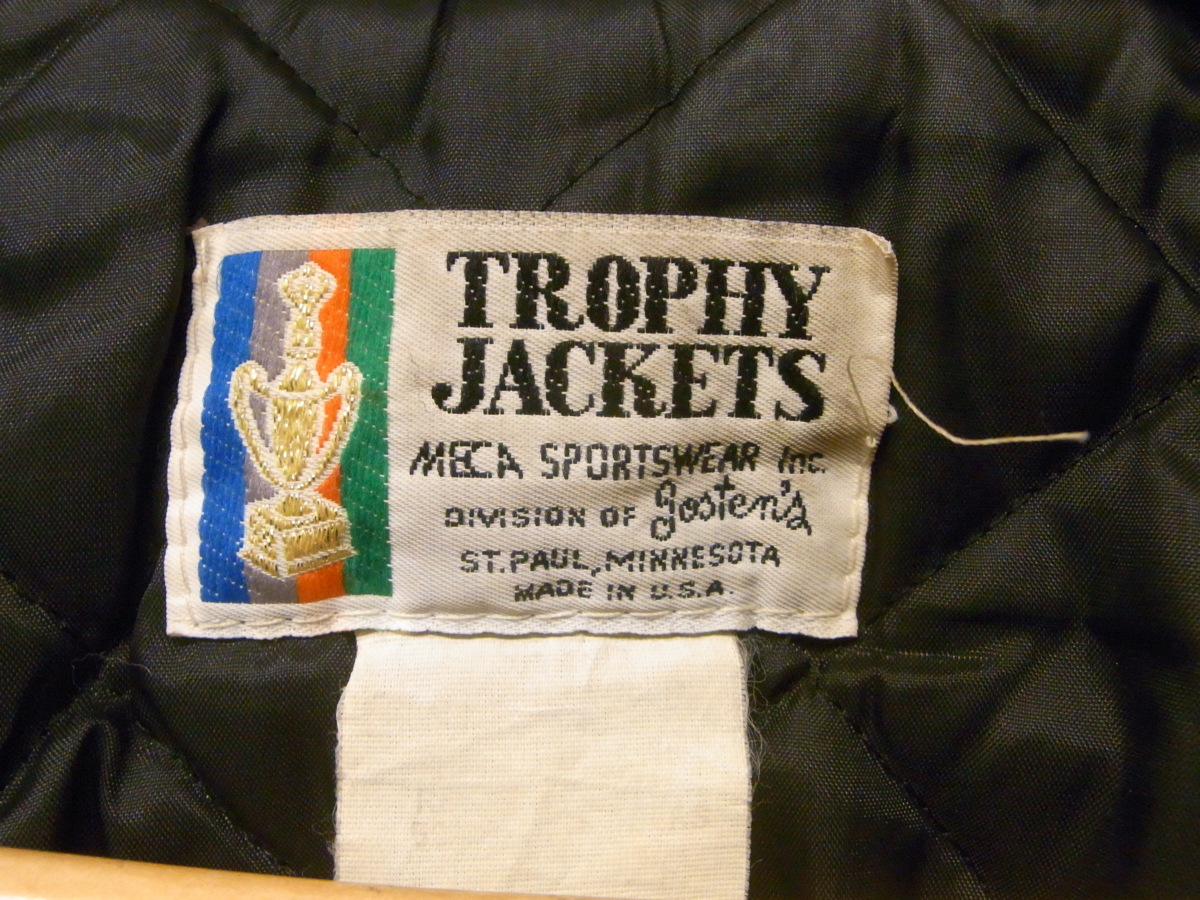 TROPHY
JACKETS
MECA SPORTSWEAR Inc.
DIVISION OF Josten's
ST. PAUL, MINNESOTA
MADE IN U.S.A.